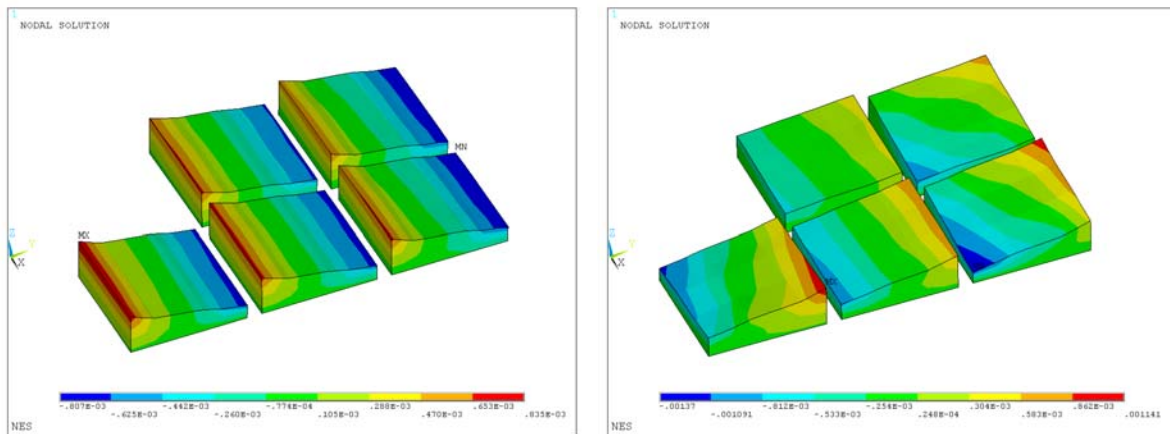 1
NODAL SOLUTION
MN
MX
Z
Y
X
-.807E-03 -.442E-03 -.774E-04 .288E-03 .653E-03
-.625E-03 -.260E-03 .105E-03 .470E-03 .835E-03
NES
1
NODAL SOLUTION
Z
Y
X
-.00137 -.812E-03 -.254E-03 .304E-03 .862E-03
-.001091 -.533E-03 .248E-04 .583E-03 .001141
NES